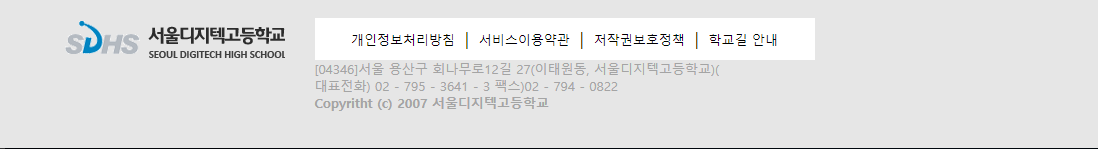 SDHS 서울디지텍고등학교
SEOUL DIGITECH HIGH SCHOOL
개인정보처리방침 | 서비스이용약관 | 저작권보호정책 | 학교길 안내
[04346]서울 용산구 회나무로12길 27(이태원동, 서울디지텍고등학교)(
대표전화) 02 - 795 - 3641 - 3 팩스)02 - 794 - 0822
Copyritht (c) 2007 서울디지텍고등학교